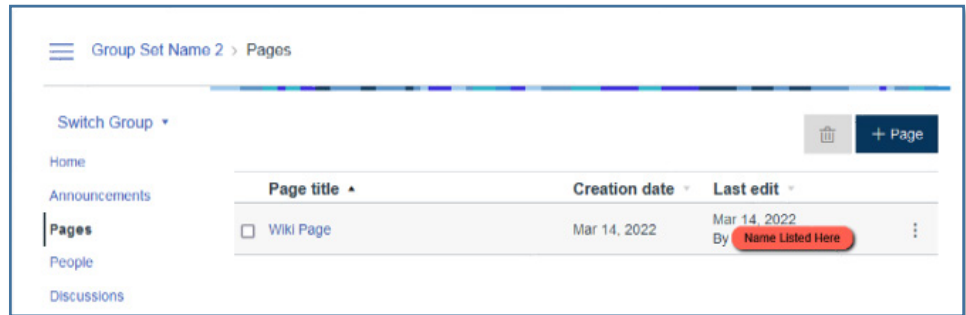 Group Set Name 2 > Pages
Switch Group
+ Page
Home
Announcements
Pages
People
Discussions
Page title Creation date Last edit
Wiki Page Mar 14, 2022 Mar 14, 2022
By Name Listed Here